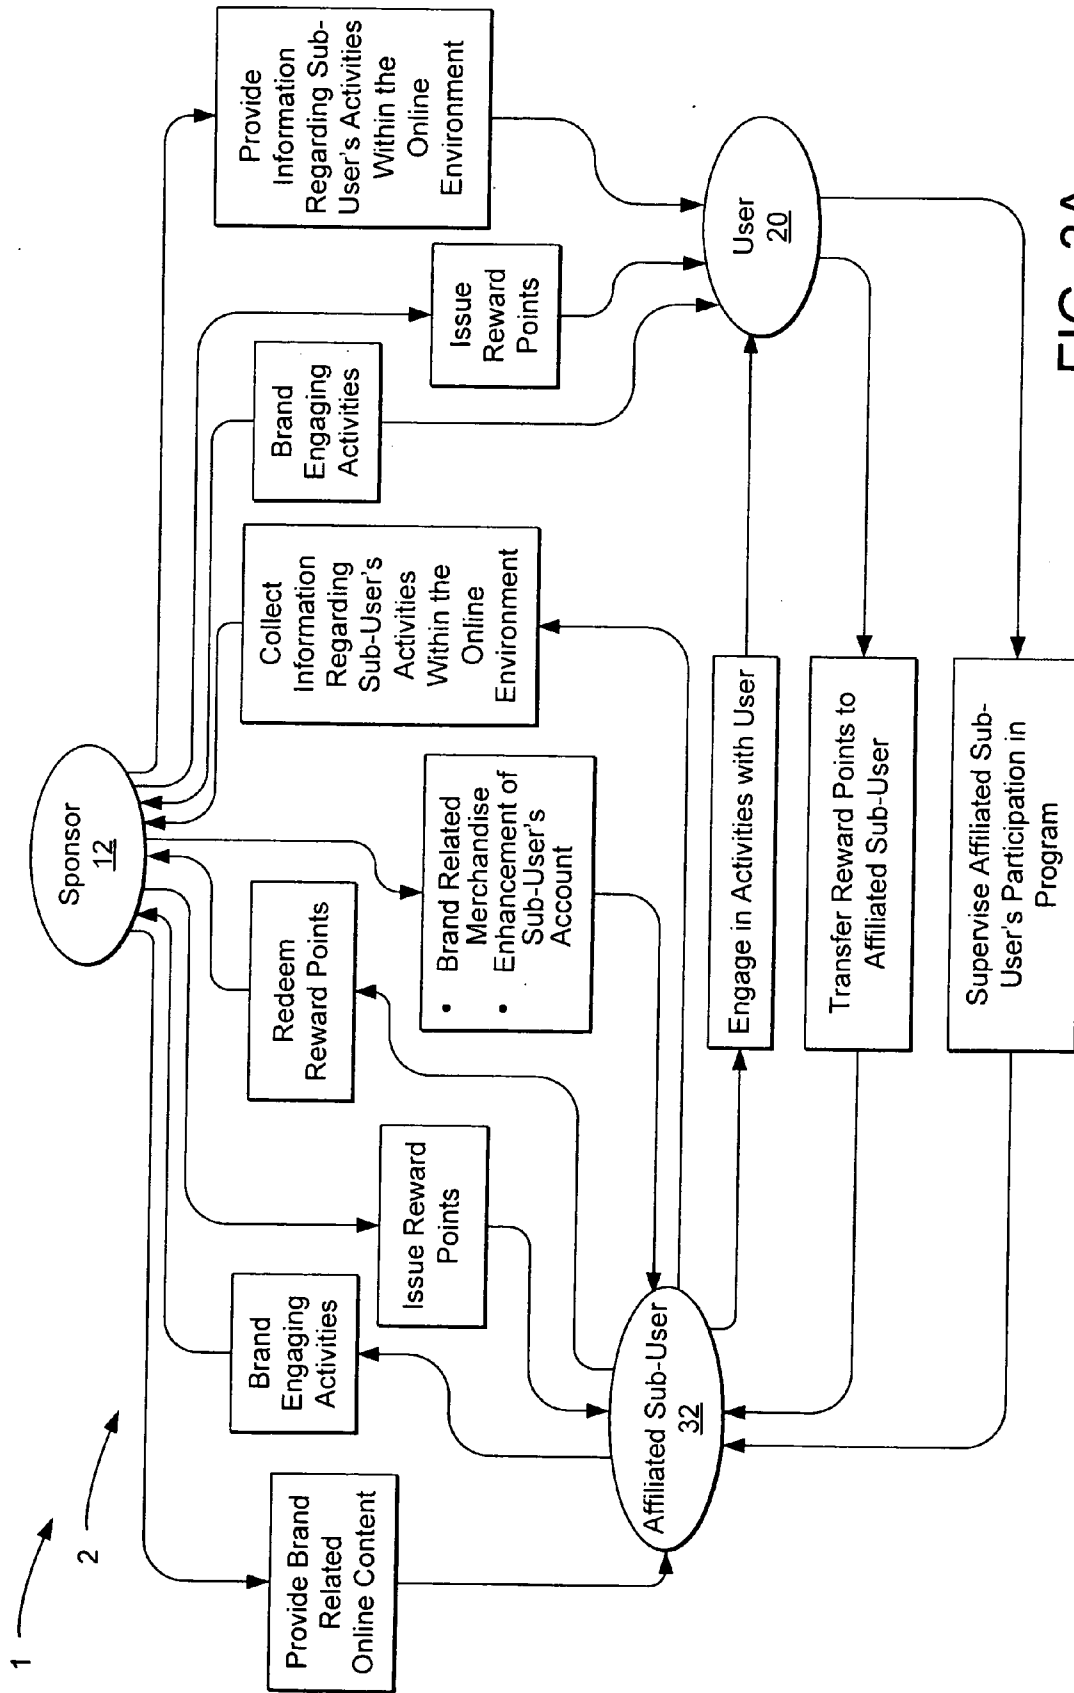 1
2
Sponsor
12
Provide Brand
Related
Online Content
Brand
Engaging
Activities
Issue Reward
Points
Redeem
Reward Points
• Brand Related
Merchandise
• Enhancement of
Sub-User's
Account
Collect
Information
Regarding
Sub-User's
Activities
Within the
Online
Environment
Brand
Engaging
Activities
Issue
Reward
Points
Provide
Information
Regarding Sub-
User's Activities
Within the
Online
Environment
Affiliated Sub-User
32
User
20
Engage in Activities with User
Transfer Reward Points to
Affiliated Sub-User
Supervise Affiliated Sub-
User's Participation in
Program